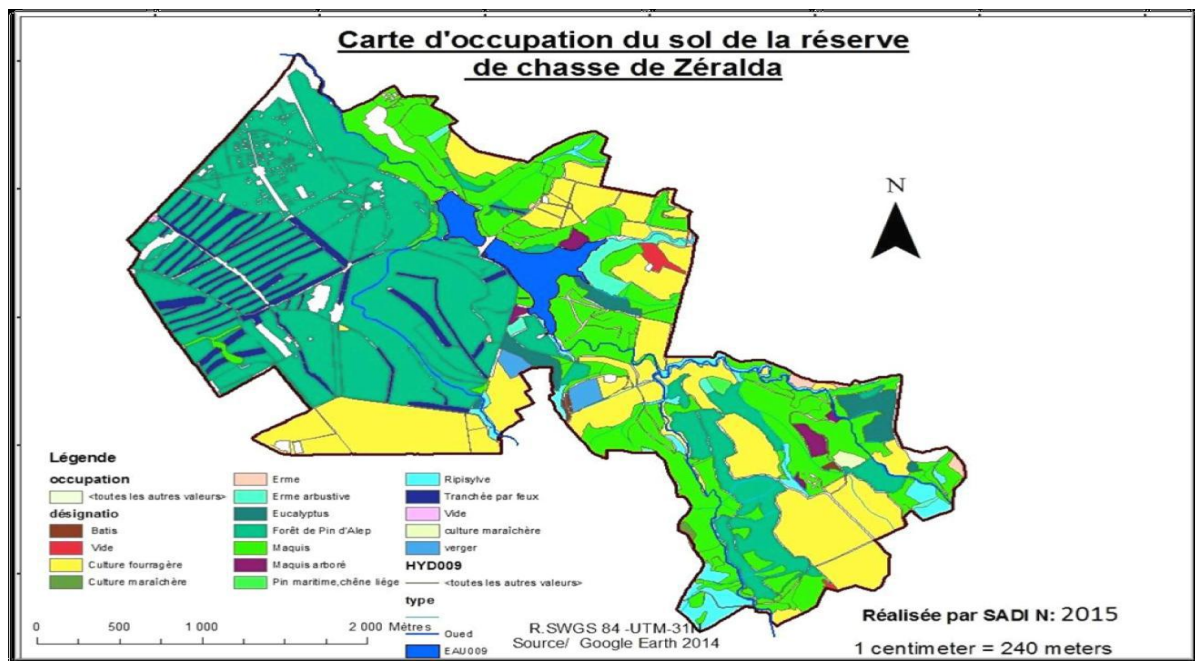 Carte d'occupation du sol de la réserve
de chasse de Zéralda
N
Légende
occupation
<toutes les autres valeurs>
désignatio
Batis
Vide
Culture fourragère
Culture maraîchère
Erme
Erme arbustive
Eucalyptus
Forêt de Pin d'Alep
Maquis
Maquis arboré
Pin maritime,chêne liége
Ripisylve
Tranchée par feux
Vide
culture maraîchère
verger
HYD009
<toutes les autres valeurs>
type
Oued
EAU009
0 500 1 000 2 000 Mètres
R.SWGS 84 -UTM-31N
Source/ Google Earth 2014
Réalisée par SADI N: 2015
1 centimeter = 240 meters